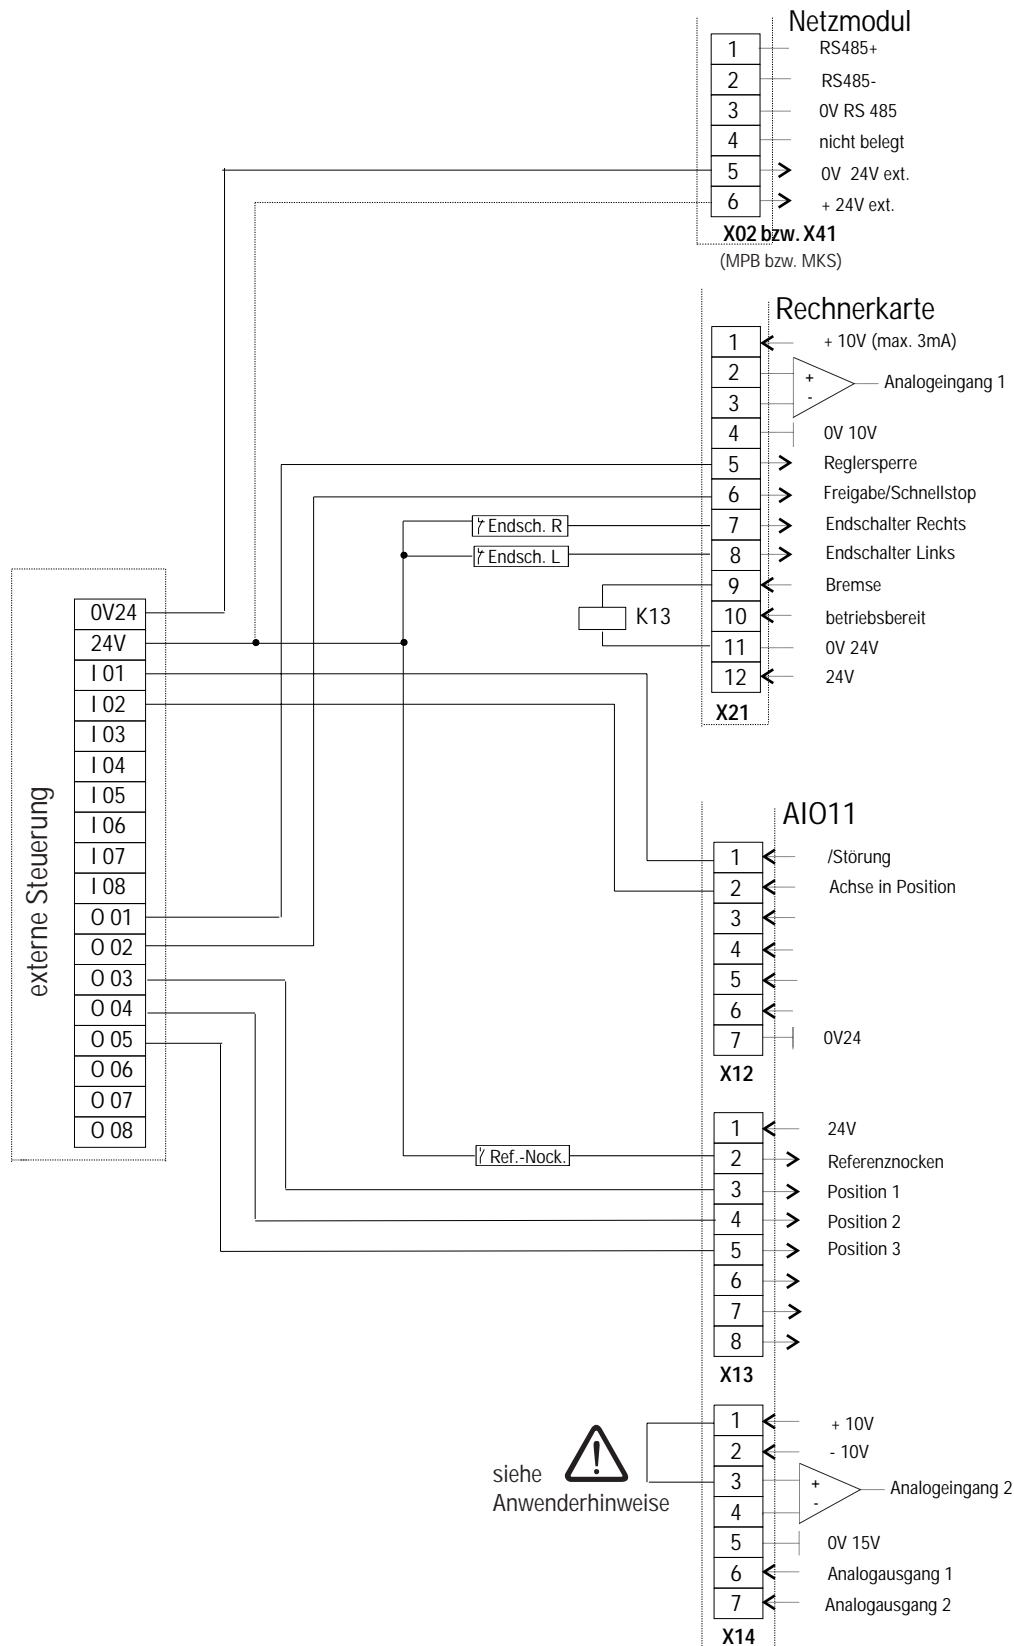 Netzmodul
1 RS485+
2 RS485-
3 0V RS 485
4 nicht belegt
5 0V 24V ext.
6 + 24V ext.
X02 bzw. X41
(MPB bzw. MKS)
Rechnerkarte
1 + 10V (max. 3mA)
2
+
Analogeingang 1
-
3
4 0V 10V
5 Reglersperre
6 Freigabe/Schnellstop
Endsch. R 7 Endschalter Rechts
Endsch. L 8 Endschalter Links
9 Bremse
K13 10 betriebsbereit
11 0V 24V
12 24V
X21
externe Steuerung
0V24
24V
I 01
I 02
I 03
I 04
I 05
I 06
I 07
I 08
O 01
O 02
O 03
O 04
O 05
O 06
O 07
O 08
AIO11
1 /Störung
2 Achse in Position
3
4
5
6
7 0V24
X12
1 24V
Ref.-Nock. 2 Referenznocken
3 Position 1
4 Position 2
5 Position 3
6
7
8
X13
siehe
Anwenderhinweise
1 + 10V
2 - 10V
3
+
Analogeingang 2
-
4
5 0V 15V
6 Analogausgang 1
7 Analogausgang 2
X14